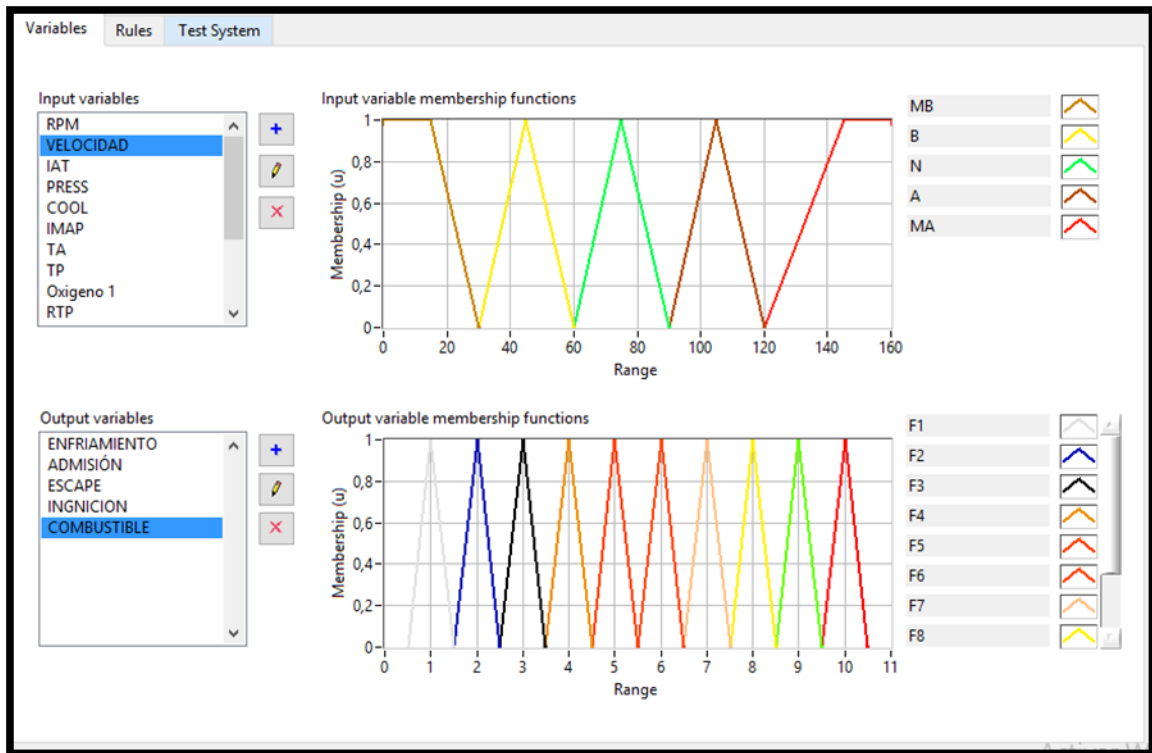 Variables Rules Test System
Input variables
RPM
VELOCIDAD
IAT
PRESS
COOL
IMAP
TA
TP
Oxigeno 1
RTP
Input variable membership functions
Membership (u)
1
0,8
0,6
0,4
0,2
0
0 20 40 60 80 100 120 140 160
Range
MB
B
N
A
MA
Output variables
ENFRIAMIENTO
ADMISIÓN
ESCAPE
INGNICION
COMBUSTIBLE
Output variable membership functions
Membership (u)
1
0,8
0,6
0,4
0,2
0
0 1 2 3 4 5 6 7 8 9 10 11
Range
F1
F2
F3
F4
F5
F6
F7
F8